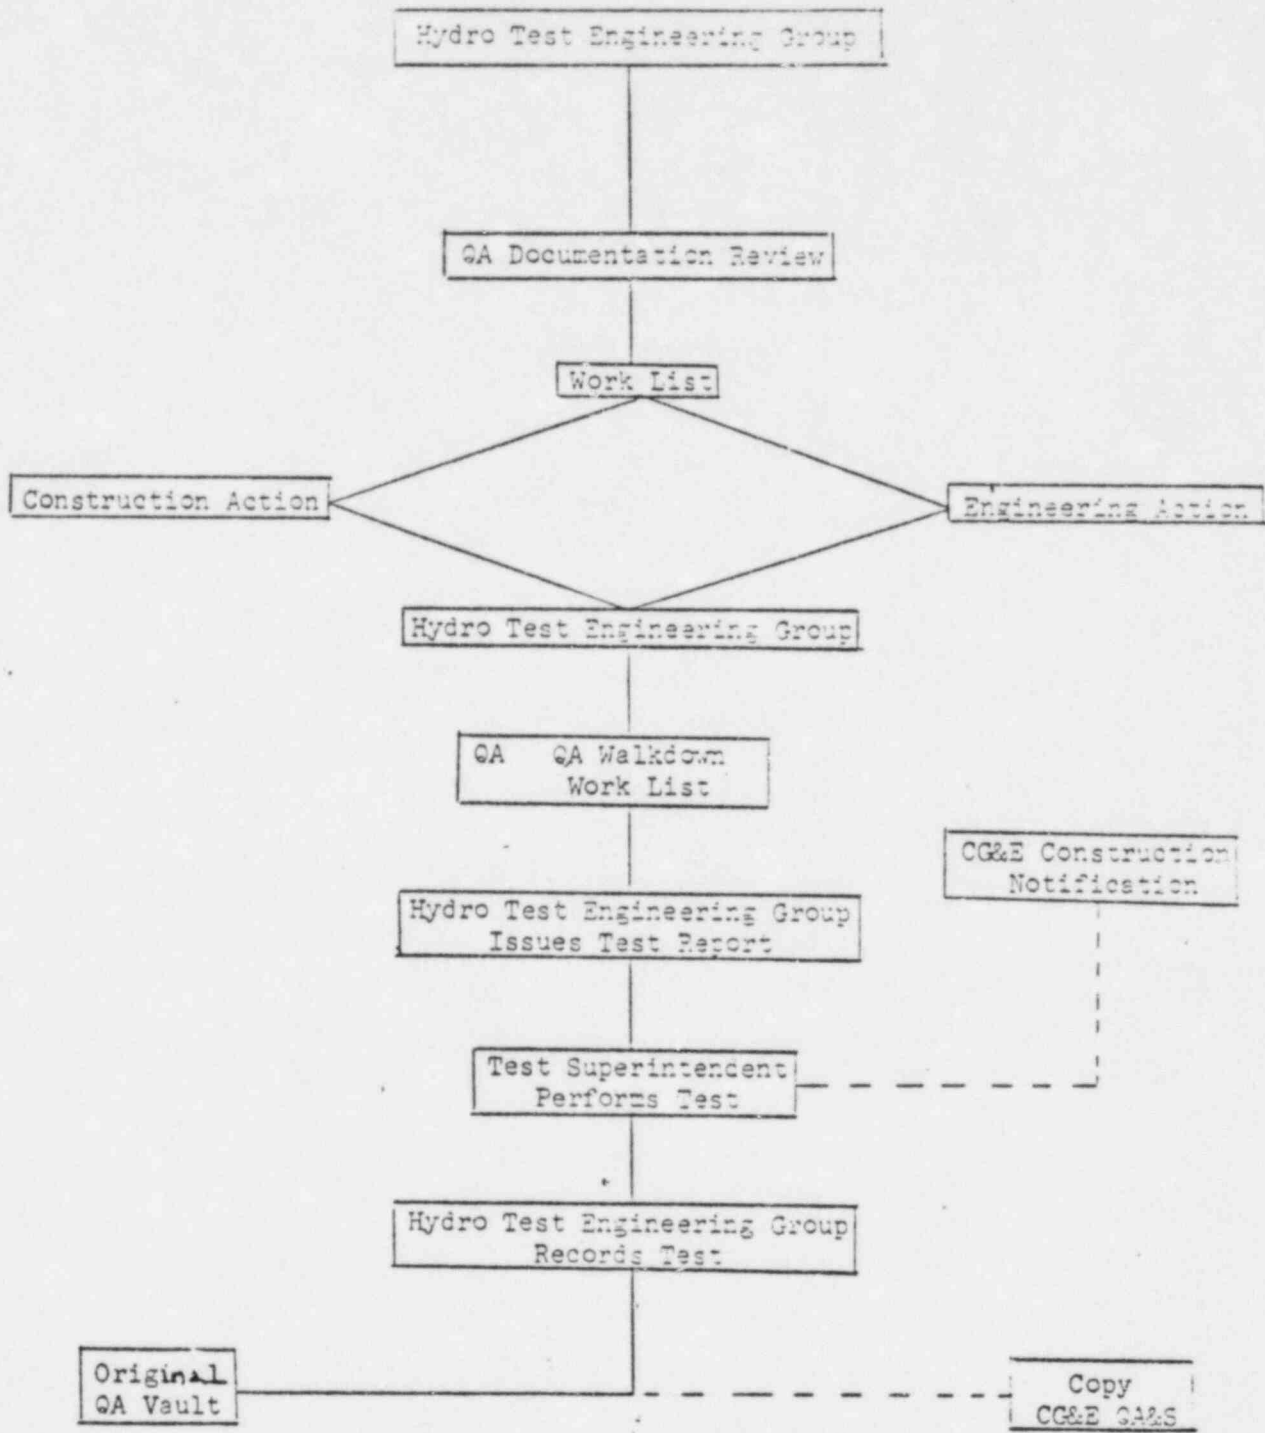 Hydro Test Engineering Group
QA Documentation Review
Work List
Construction Action
Engineering Action
Hydro Test Engineering Group
QA QA Walkdown
Work List
CG&E Construction
Notification
Hydro Test Engineering Group
Issues Test Report
Test Superintendent
Performs Test
Hydro Test Engineering Group
Records Test
Original
QA Vault
Copy
CG&E QA&S